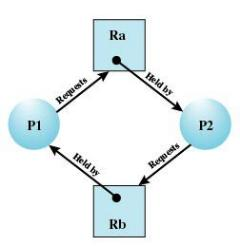 Ra
Requests
Held by
P1
P2
Held by
Requests
Rb